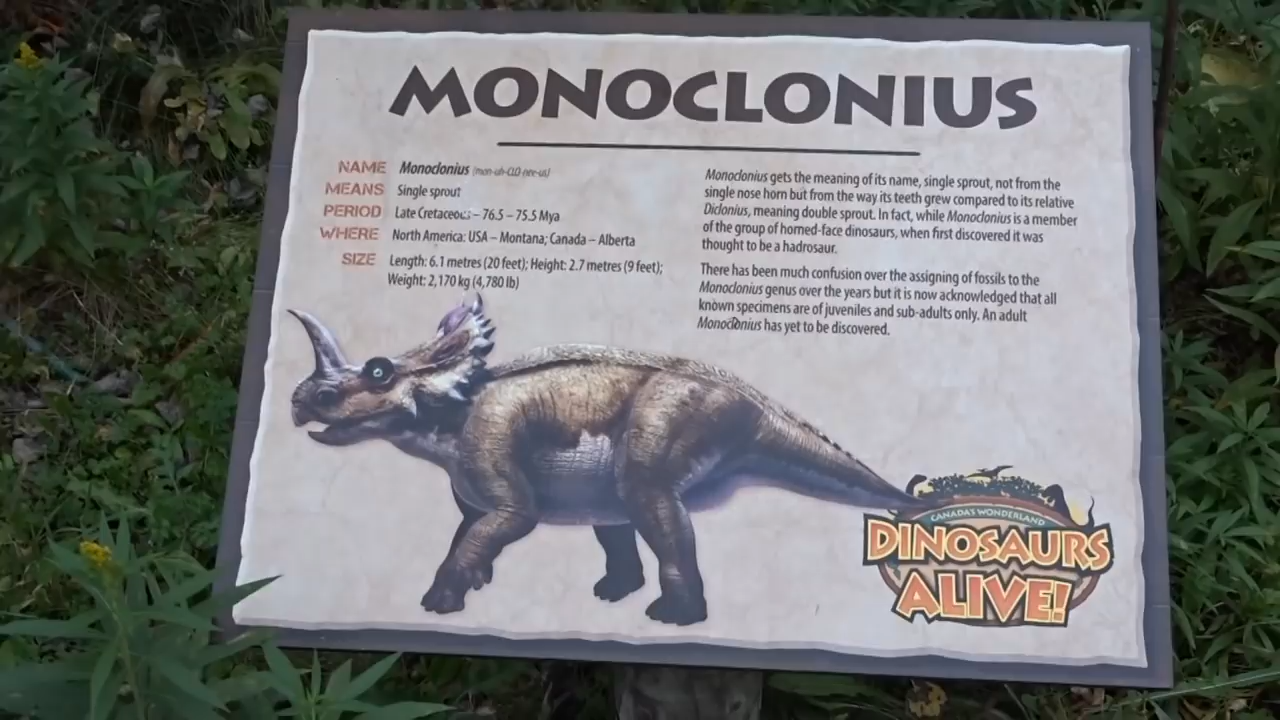 MONOCLONIUS
NAME Monoclonius (mon-uh-CLO-nee-us)
MEANS Single sprout
PERIOD Late Cretaceous – 76.5 – 75.5 Mya
WHERE North America: USA – Montana; Canada – Alberta
SIZE Length: 6.1 metres (20 feet); Height: 2.7 metres (9 feet);
Weight: 2,170 kg (4,780 lb)
Monoclonius gets the meaning of its name, single sprout, not from the
single nose horn but from the way its teeth grew compared to its relative
Diclonius, meaning double sprout. In fact, while Monoclonius is a member
of the group of horned-face dinosaurs, when first discovered it was
thought to be a hadrosaur.
There has been much confusion over the assigning of fossils to the
Monoclonius genus over the years but it is now acknowledged that all
known specimens are of juveniles and sub-adults only. An adult
Monoclonius has yet to be discovered.
CANADA'S WONDERLAND
DINOSAURS
ALIVE!